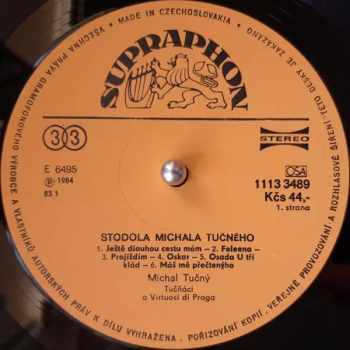 • MADE IN CZECHOSLOVAKIA • VŠECHNA PRÁVA GRAMOFONOVÉHO VÝROBCE A VLASTNÍKŮ AUTORSKÝCH PRÁV K DÍLU VYHRAŽENA. POŘIZOVÁNÍ KOPIÍ, VEŘEJNÉ PROVOZOVÁNÍ A ROZHLASOVÉ ŠÍŘENÍ TÉTO DESKY JE ZAKÁZÁNO
SUPRAPHON
33
STEREO
E 6495
℗ 1984
83 1
OSA
1113 3489
Kčs 44,-
1. strana
STODOLA MICHALA TUČNÉHO
1. Ještě dlouhou cestu mám – 2. Faleena –
3. Projíždím – 4. Oskar – 5. Osada U tří
klád – 6. Máš mě přečteného
Michal Tučný
Tučňáci
a Virtuosi di Praga